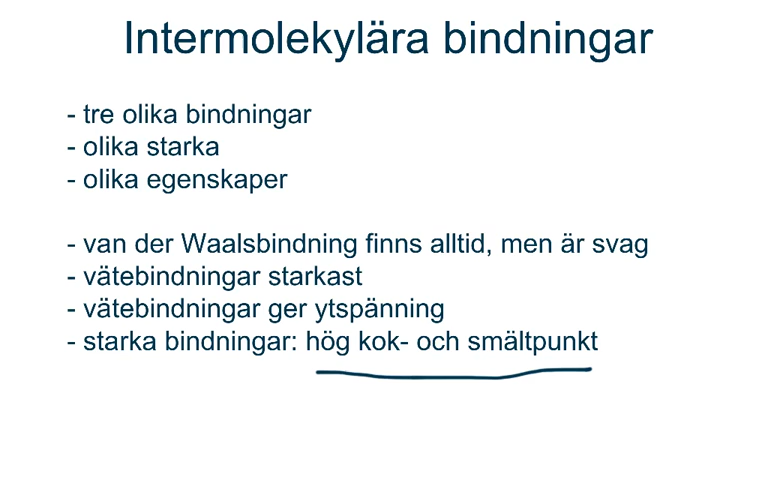 Intermolekylära bindningar
- tre olika bindningar
- olika starka
- olika egenskaper
- van der Waalsbindning finns alltid, men är svag
- vätebindningar starkast
- vätebindningar ger ytspänning
- starka bindningar: hög kok- och smältpunkt